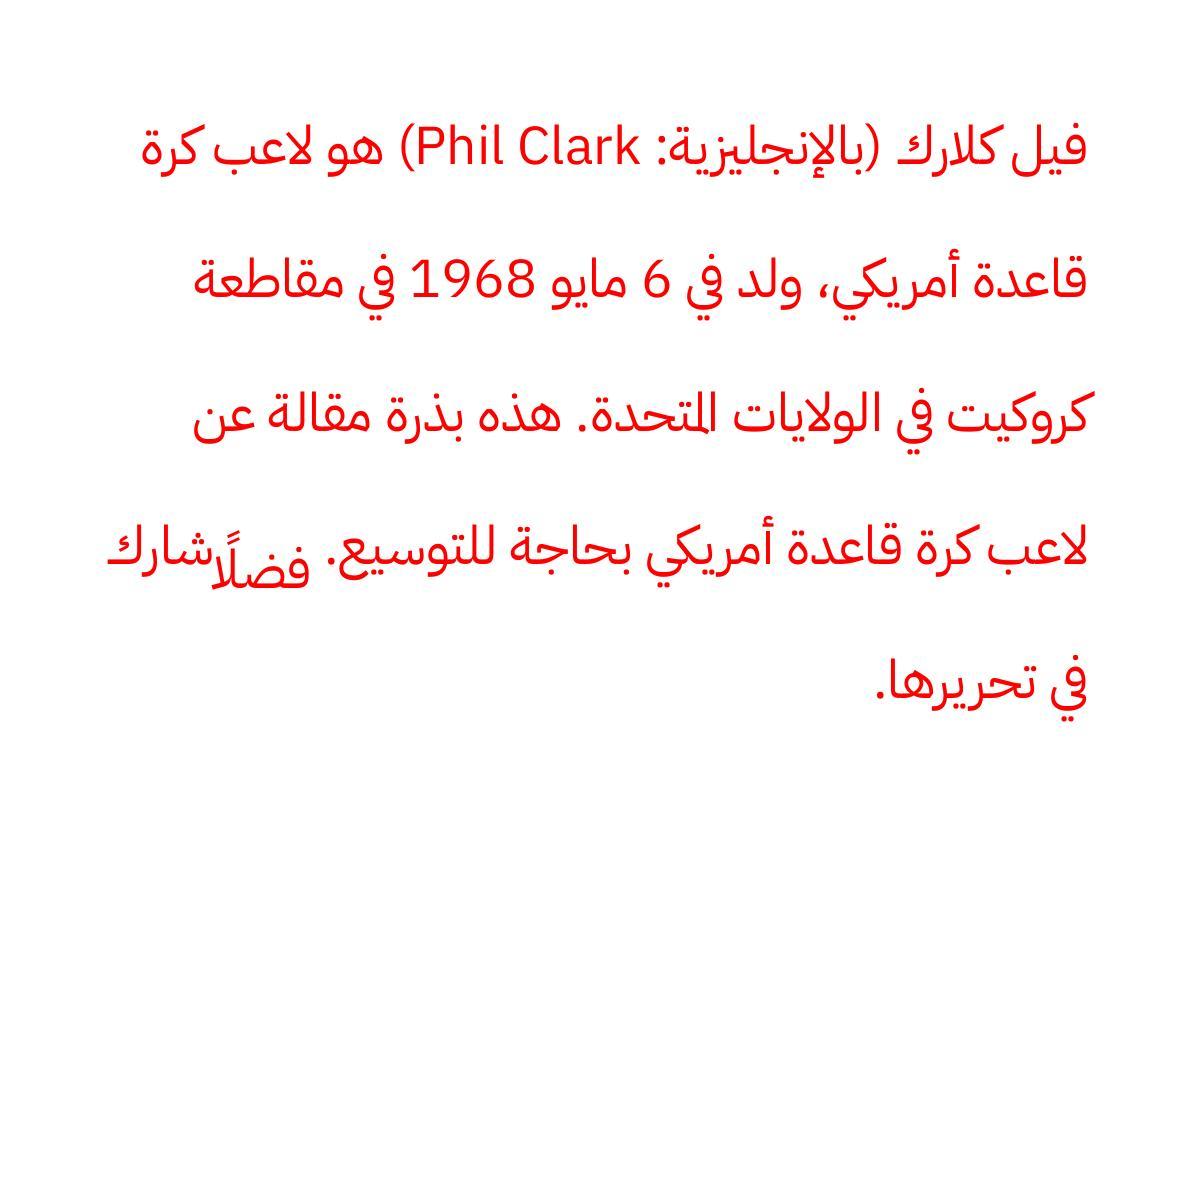 فيل كلارك (بالإنجليزية: Phil Clark) هو لاعب كرة
قاعدة أمريكي، ولد في 6 مايو 1968 في مقاطعة
كروكيت في الولايات المتحدة. هذه بذرة مقالة عن
لاعب كرة قاعدة أمريكي بحاجة للتوسيع. فضلًا شارك
في تحريرها.